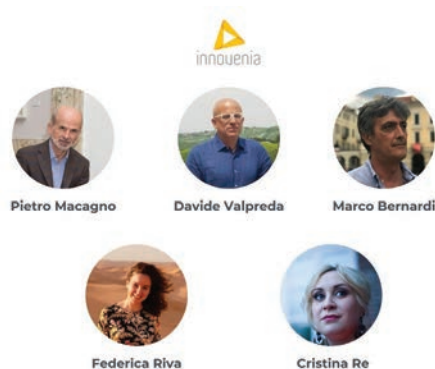 innovenia
Pietro Macagno
Davide Valpreda
Marco Bernardi
Federica Riva
Cristina Re